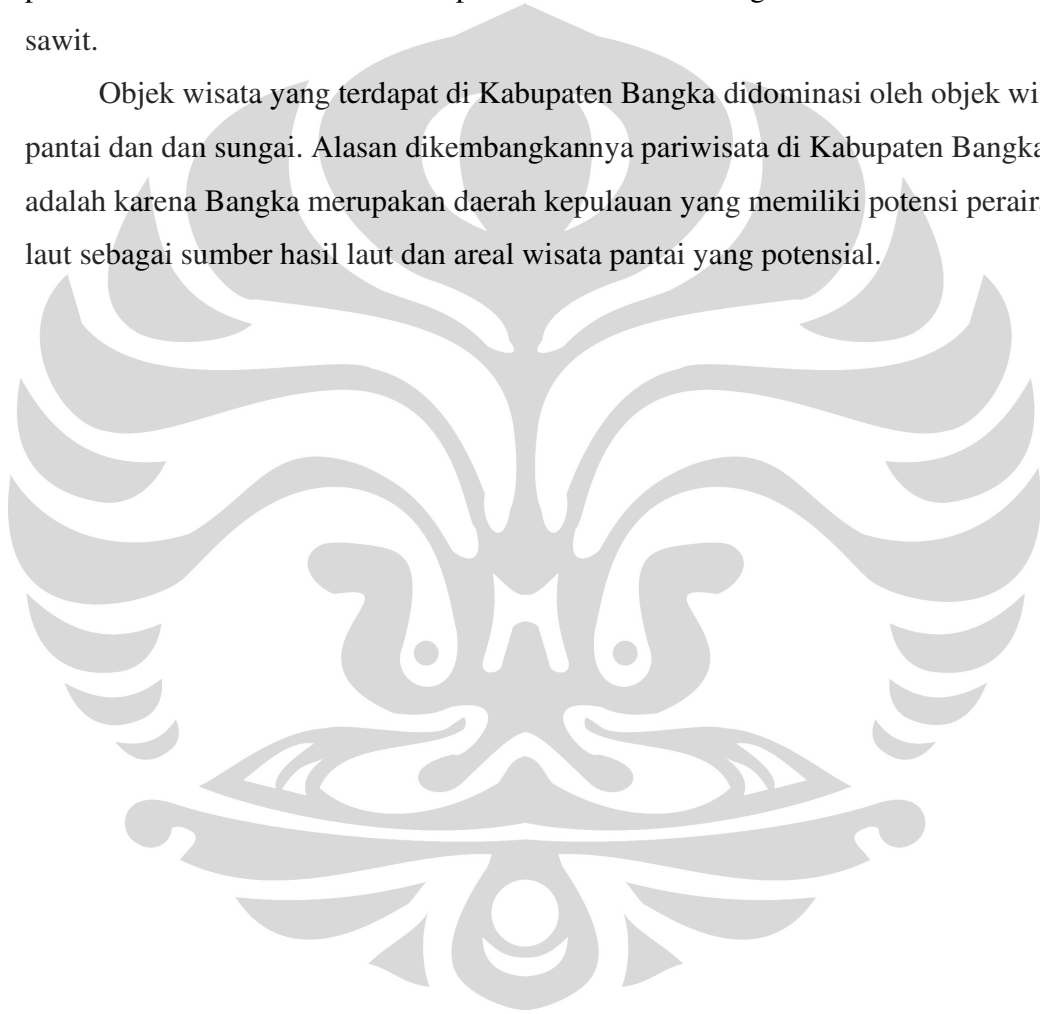 sawit.
Objek wisata yang terdapat di Kabupaten Bangka didominasi oleh objek
pantai dan dan sungai. Alasan dikembangkannya pariwisata di Kabupaten Bangka
adalah karena Bangka merupakan daerah kepulauan yang memiliki potensi
laut sebagai sumber hasil laut dan areal wisata pantai yang potensial.